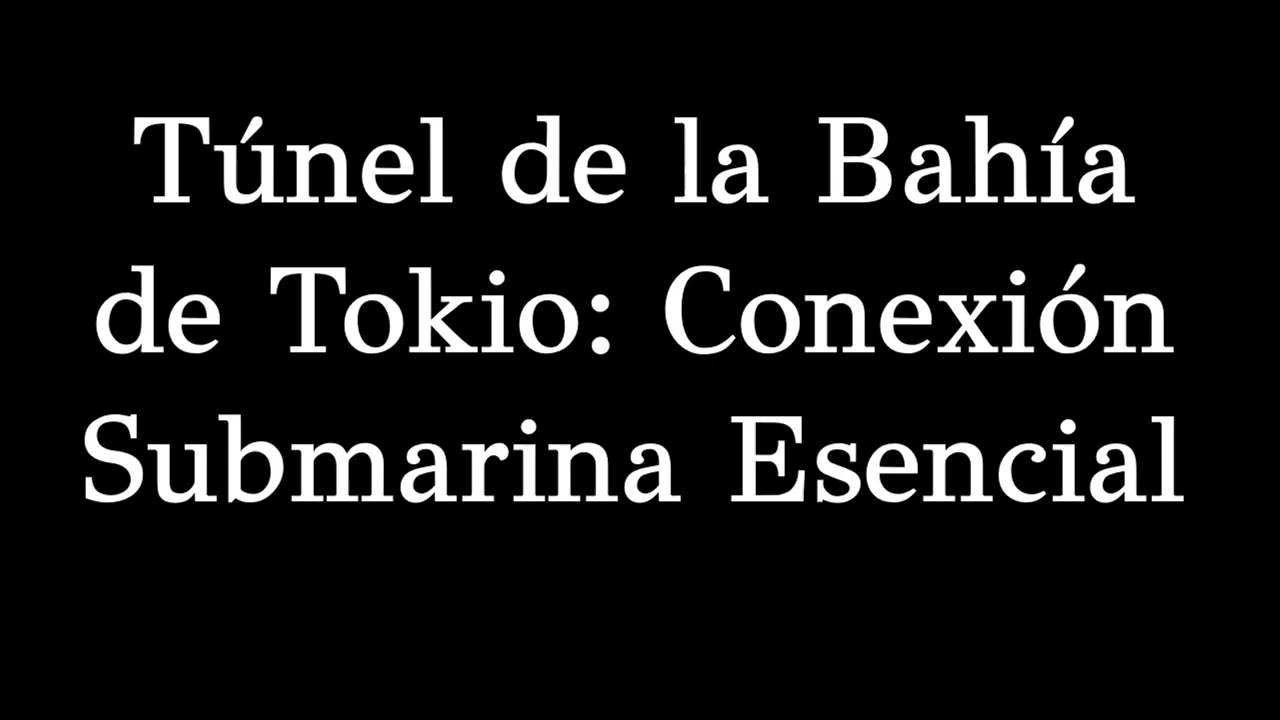 Túnel de la Bahía
de Tokio: Conexión
Submarina Esencial